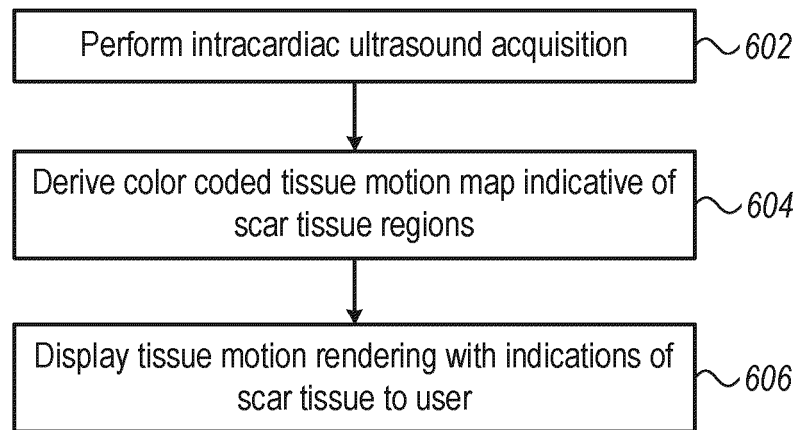 Perform intracardiac ultrasound acquisition
602
Derive color coded tissue motion map indicative of
scar tissue regions
604
Display tissue motion rendering with indications of
scar tissue to user
606